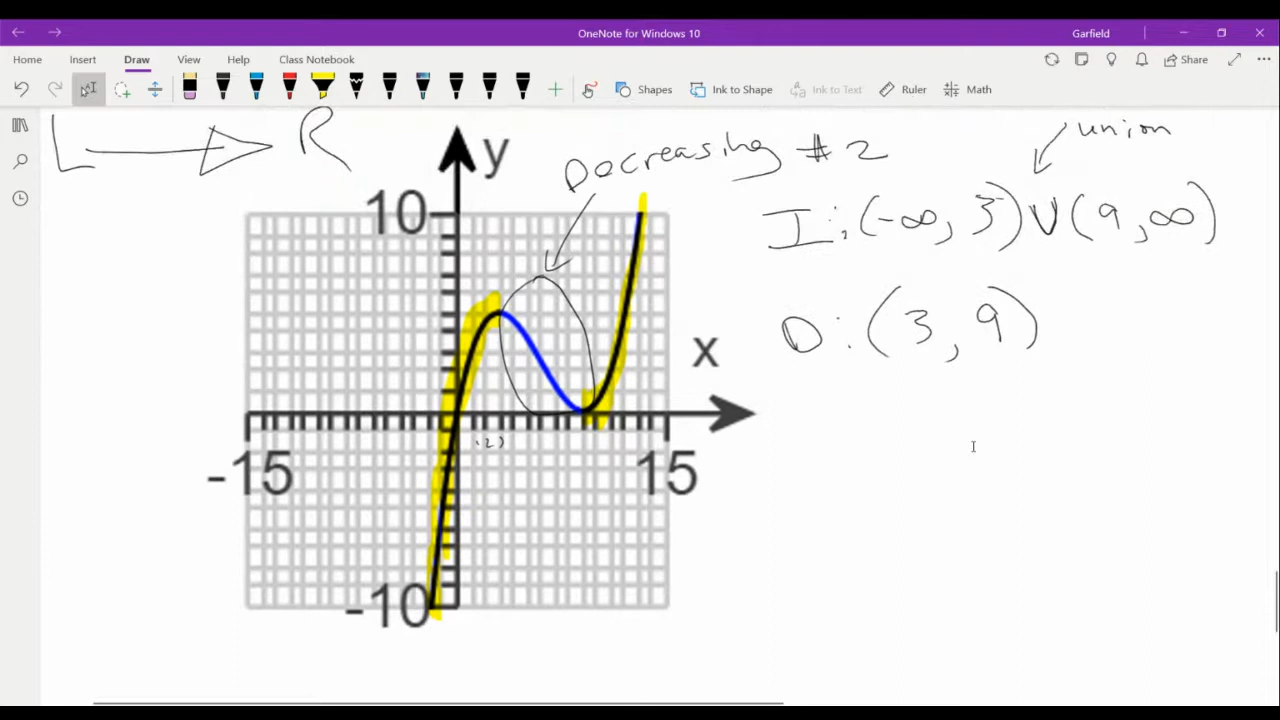 OneNote for Windows 10
Garfield
Home Insert Draw View Help Class Notebook
Share
Shapes Ink to Shape Ink to Text Ruler Math
L R
y
Decreasing #2
union
10
I: (-∞, 3) ∪ (9, ∞)
D: (3, 9)
x
-15
15
-10